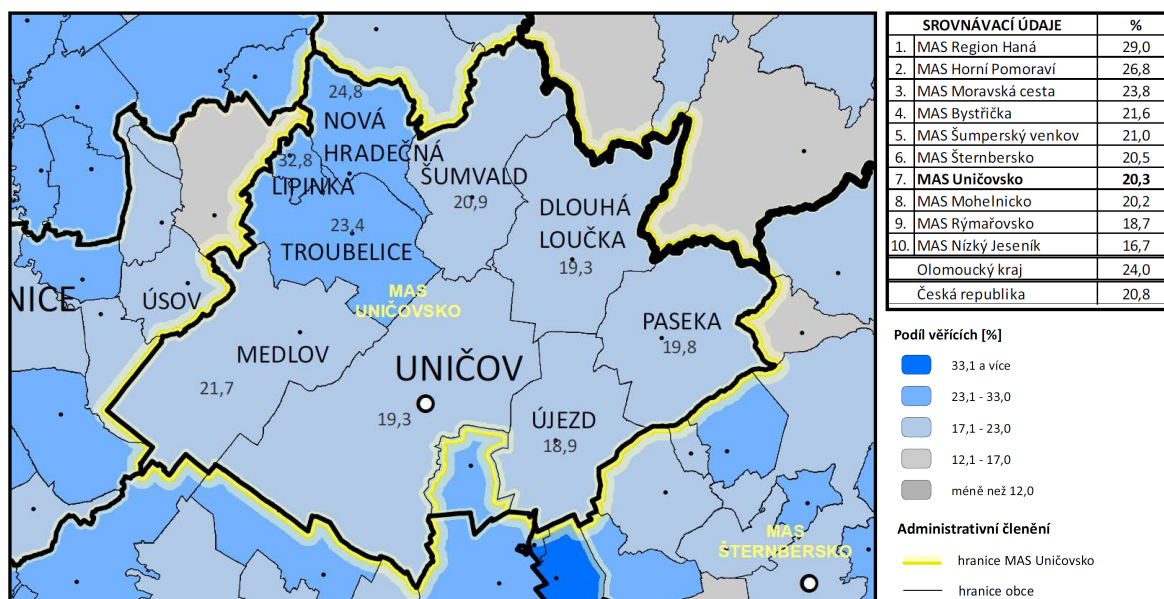 24,8
NOVÁ
HRADEČNÁ
32,8
LIPINKA
ŠUMVALD
20,9
DLOUHÁ
LOUČKA
19,3
23,4
TROUBELICE
NICE
ÚSOV
MAS
UNIČOVSKO
PASEKA
19,8
MEDLOV
21,7
UNIČOV
19,3
ÚJEZD
18,9
MAS
ŠTERNBERSKO
SROVNÁVACÍ ÚDAJE %
1. MAS Region Haná 29,0
2. MAS Horní Pomoraví 26,8
3. MAS Moravská cesta 23,8
4. MAS Bystřička 21,6
5. MAS Šumperský venkov 21,0
6. MAS Šternbersko 20,5
7. MAS Uničovsko 20,3
8. MAS Mohelnicko 20,2
9. MAS Rýmařovsko 18,7
10. MAS Nízký Jeseník 16,7
Olomoucký kraj 24,0
Česká republika 20,8
Podíl věřících [%]
33,1 a více
23,1 - 33,0
17,1 - 23,0
12,1 - 17,0
méně než 12,0
Administrativní členění
hranice MAS Uničovsko
hranice obce